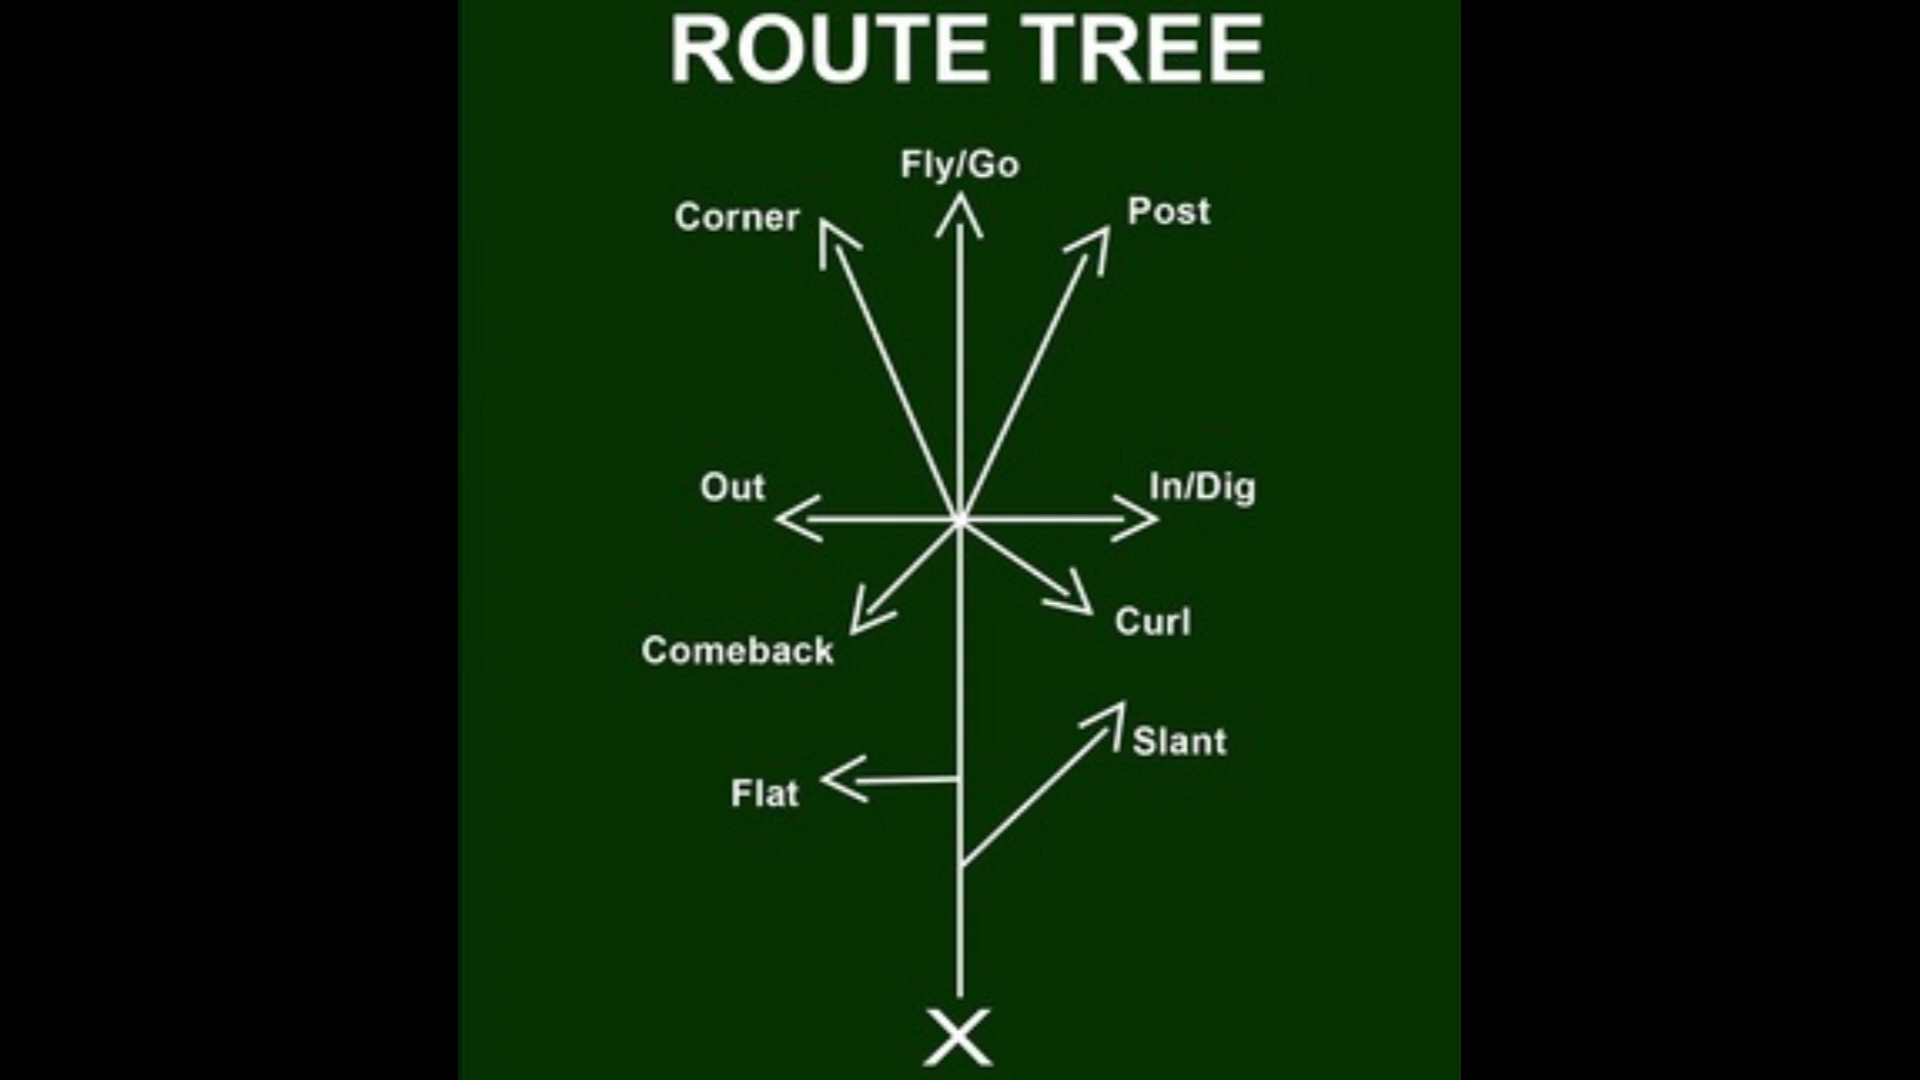 ROUTE TREE
Fly/Go
Corner
Post
Out
In/Dig
Comeback
Curl
Slant
Flat
X